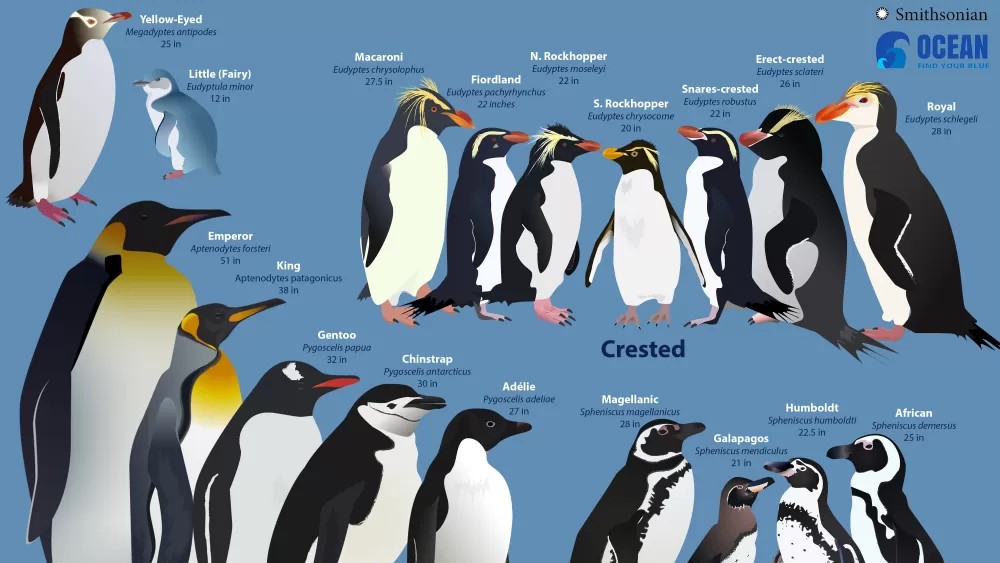 Smithsonian
OCEAN
FIND YOUR BLUE
Yellow-Eyed
Megadyptes antipodes
25 in
Little (Fairy)
Eudyptula minor
12 in
Macaroni
Eudyptes chrysolophus
27.5 in
Fiordland
Eudyptes pachyrhynchus
22 inches
N. Rockhopper
Eudyptes moseleyi
22 in
S. Rockhopper
Eudyptes chrysocome
20 in
Snares-crested
Eudyptes robustus
22 in
Erect-crested
Eudyptes sclateri
26 in
Royal
Eudyptes schlegeli
28 in
Crested
Emperor
Aptenodytes forsteri
51 in
King
Aptenodytes patagonicus
38 in
Gentoo
Pygoscelis papua
32 in
Chinstrap
Pygoscelis antarcticus
30 in
Adélie
Pygoscelis adeliae
27 in
Magellanic
Spheniscus magellanicus
28 in
Galapagos
Spheniscus mendiculus
21 in
Humboldt
Spheniscus humboldti
22.5 in
African
Spheniscus demersus
25 in